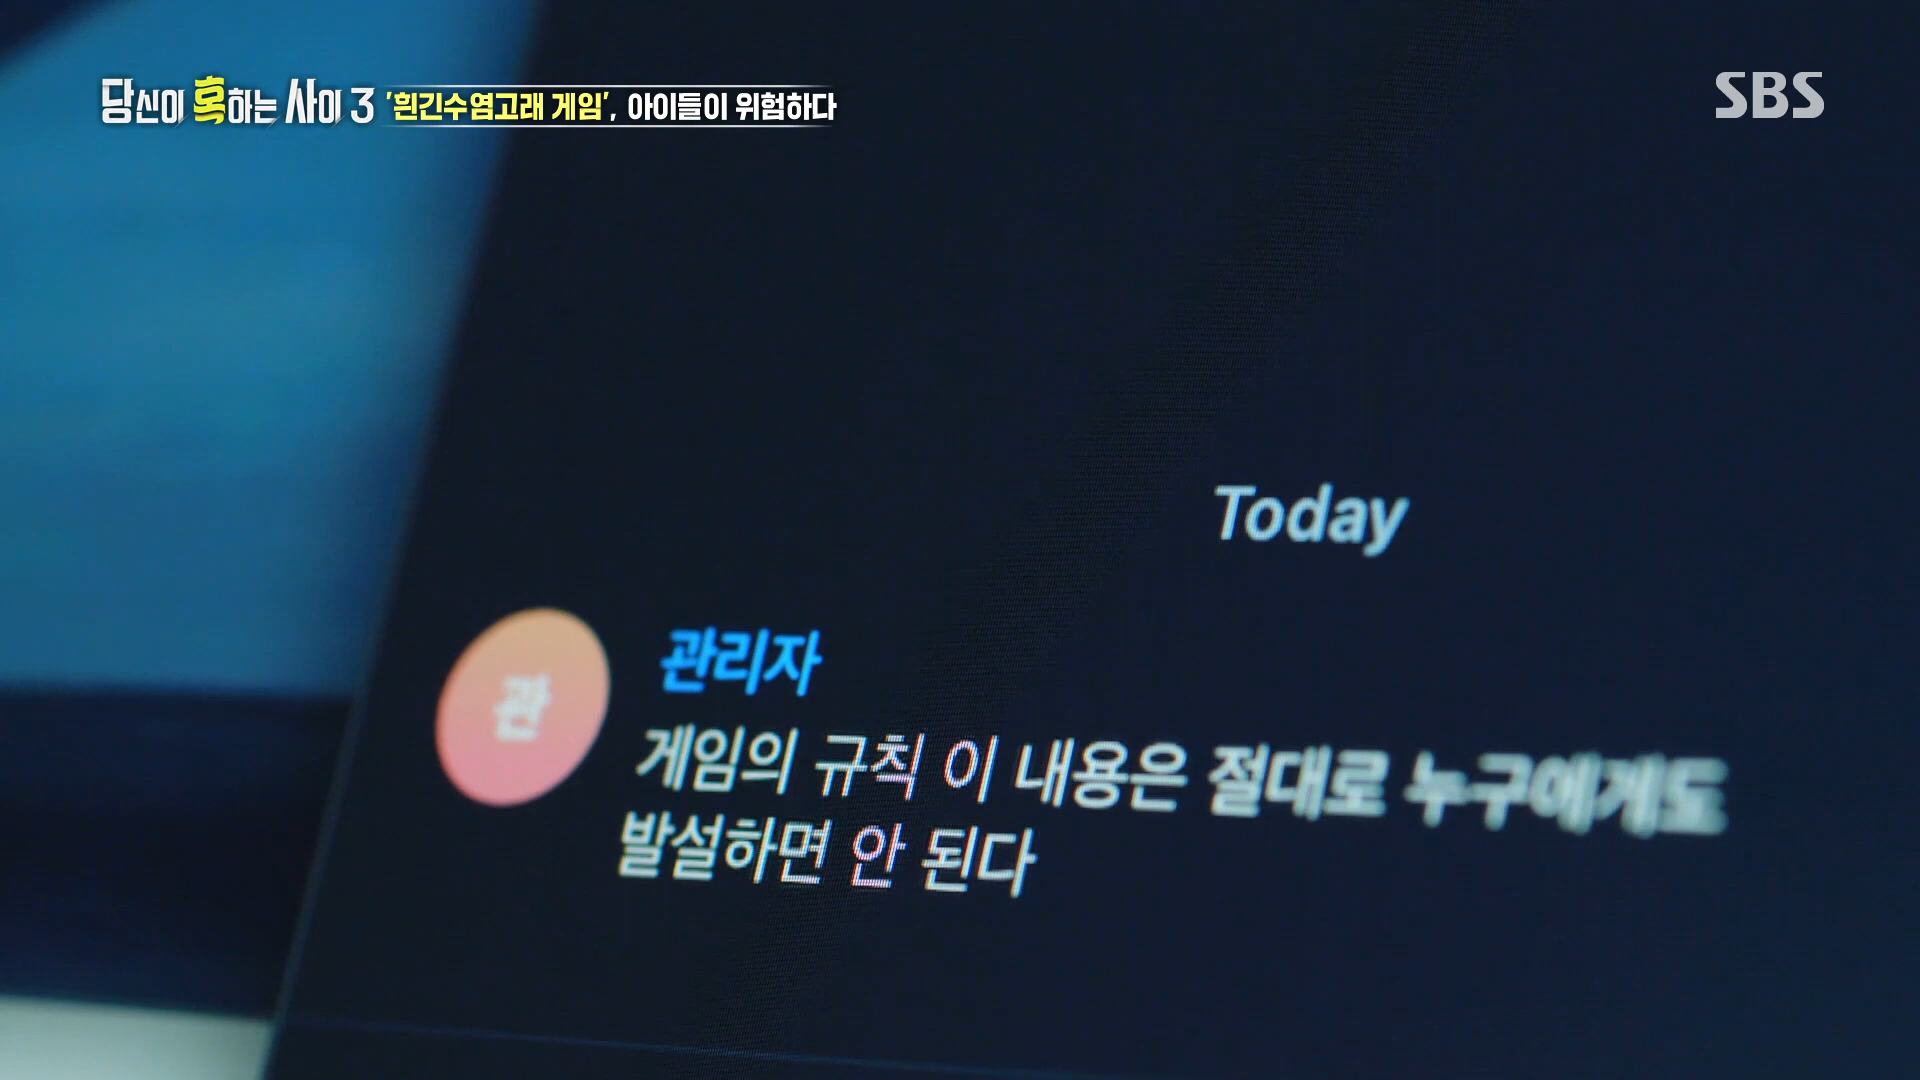 당신이 혹하는 사이 3 '흰긴수염고래 게임', 아이들이 위험하다
SBS
Today
관리자
관
게임의 규칙 이 내용은 절대로 누구에게도
발설하면 안 된다